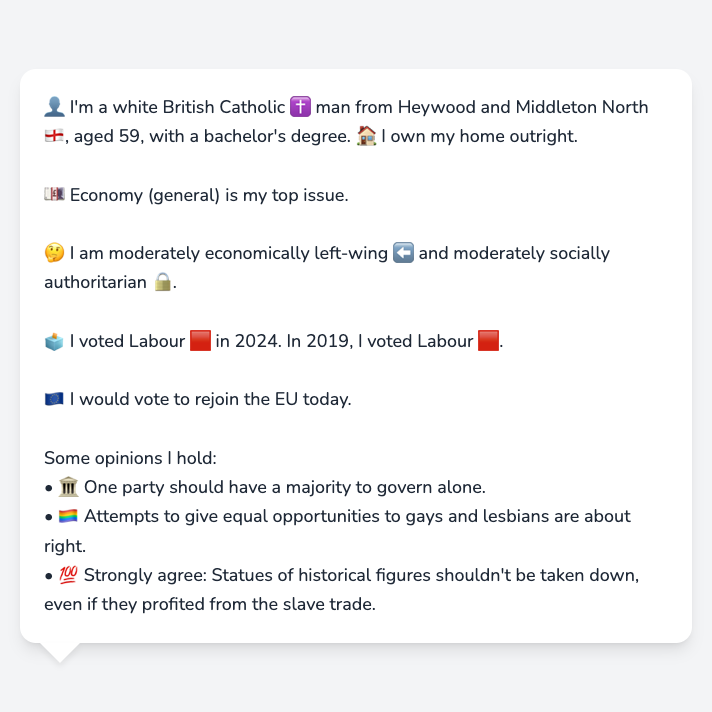 👤 I'm a white British Catholic ✝️ man from Heywood and Middleton North
🏴󠁧󠁢󠁥󠁮󠁧󠁿, aged 59, with a bachelor's degree. 🏠 I own my home outright.
💷 Economy (general) is my top issue.
🤔 I am moderately economically left-wing ⬅️ and moderately socially
authoritarian 🔒.
🗳️ I voted Labour 🟥 in 2024. In 2019, I voted Labour 🟥.
🇪🇺 I would vote to rejoin the EU today.
Some opinions I hold:
• 🏛️ One party should have a majority to govern alone.
• 🏳️‍🌈 Attempts to give equal opportunities to gays and lesbians are about
right.
• 💯 Strongly agree: Statues of historical figures shouldn't be taken down,
even if they profited from the slave trade.